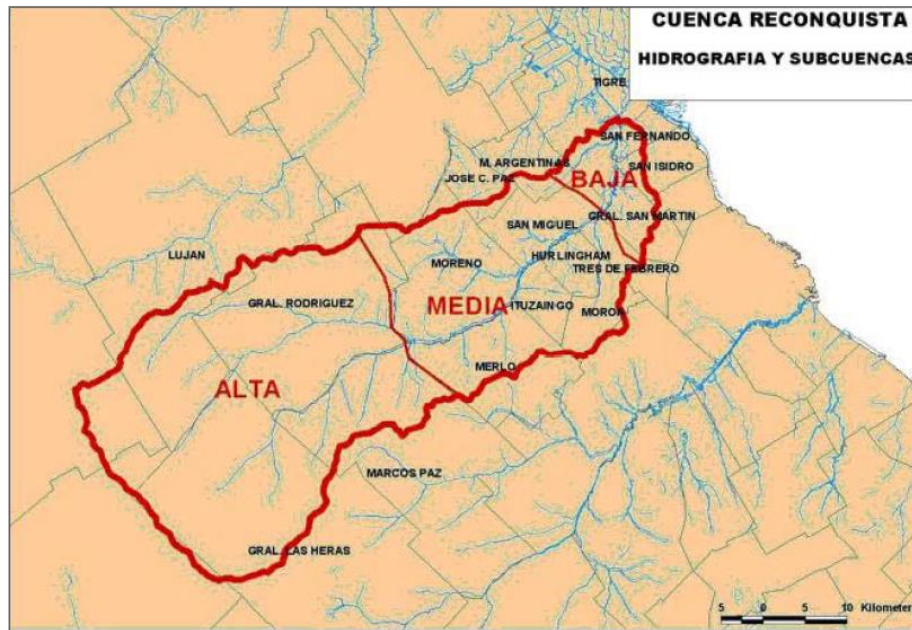 CUENCA RECONQUISTA
HIDROGRAFIA Y SUBCUENCAS
TIGRE
SAN FERNANDO
M. ARGENTINAS
SAN ISIDRO
JOSE C. PAZ
BAJA
GRAL. SAN MARTIN
SAN MIGUEL
LUJAN
HURLINGHAM
MORENO
TRES DE FEBRERO
GRAL. RODRIGUEZ
MEDIA
ITUZAINGO
MORON
MERLO
ALTA
MARCOS PAZ
GRAL. LAS HERAS
5 0 5 10 Kilometer